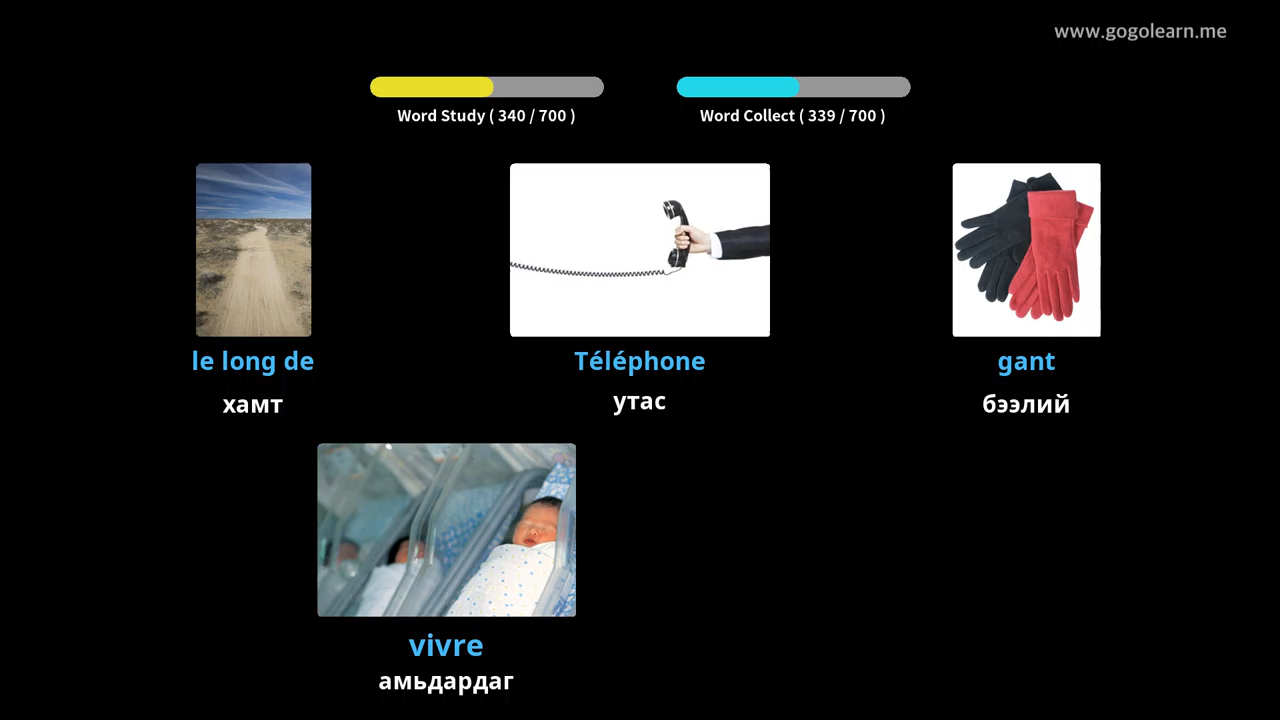 www.gogolearn.me
Word Study ( 340 / 700 )
Word Collect ( 339 / 700 )
le long de
Téléphone
gant
хамт
утас
бээлий
vivre
амьдардаг